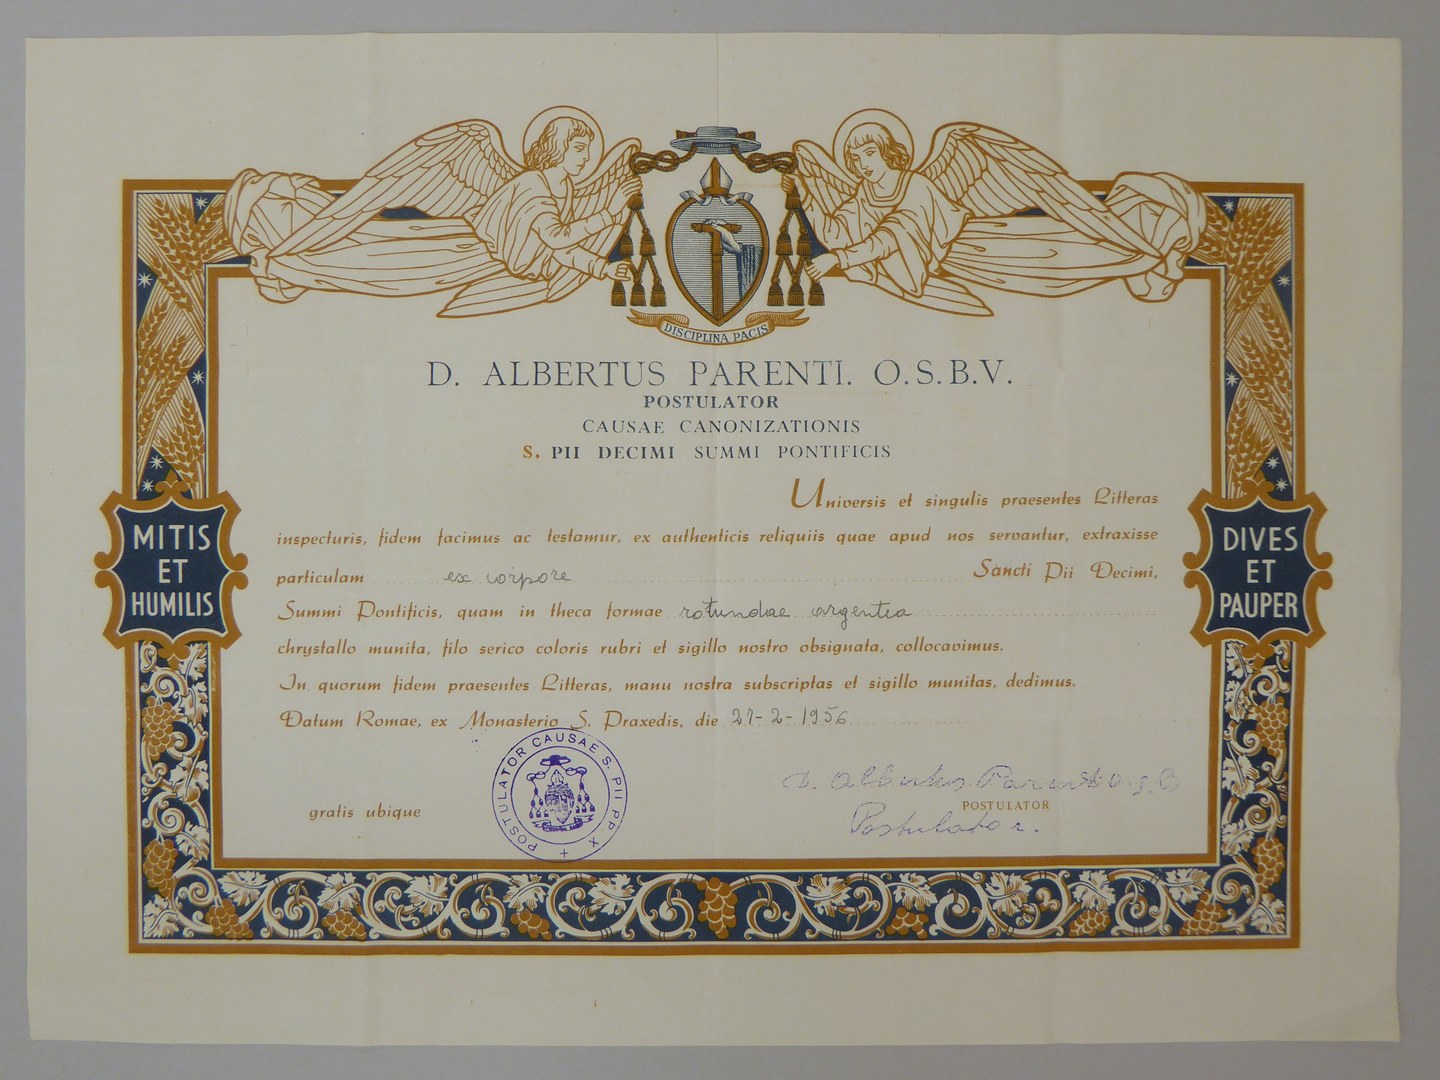 DISCIPLINA PACIS
D. ALBERTUS PARENTI. O.S.B.V.
POSTULATOR
CAUSAE CANONIZATIONIS
S. PII DECIMI SUMMI PONTIFICIS
Universis et singulis praesentes Litteras
inspecturis, fidem facimus ac testamur, ex authenticis reliquiis quae apud nos servantur, extraxisse
particulam ex corpore Sancti Pii Decimi,
Summi Pontificis, quam in theca formae rotundae argentea
chrystallo munita, filo serico coloris rubri et sigillo nostro obsignata, collocavimus.
In quorum fidem praesentes Litteras, manu nostra subscriptas et sigillo munitas, dedimus.
Datum Romae, ex Monasterio S. Praxedis, die 27-2-1956
MITIS
ET
HUMILIS
DIVES
ET
PAUPER
gratis ubique
POSTULATOR CAUSAE S. PII PP X
D. Albertus Parenti O.S.B
POSTULATOR
Postulator.